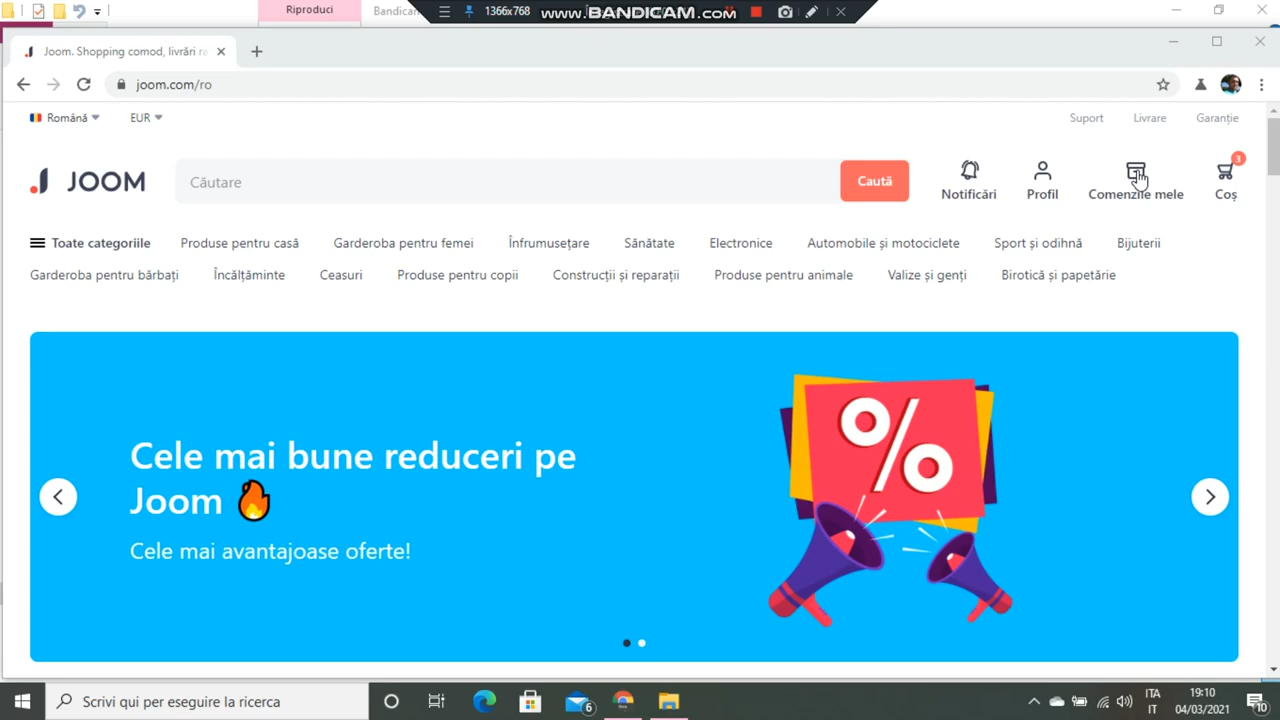 Riproduci
Bandicam
1366x768
www.BANDICAM.com
Joom. Shopping comod, livrări ra
joom.com/ro
Română
EUR
Suport
Livrare
Garanție
JOOM
Căutare
Caută
Notificări
Profil
Comenzile mele
3
Coș
Toate categoriile
Produse pentru casă
Garderoba pentru femei
Înfrumusețare
Sănătate
Electronice
Automobile și motociclete
Sport și odihnă
Bijuterii
Garderoba pentru bărbați
Încălțăminte
Ceasuri
Produse pentru copii
Construcții și reparații
Produse pentru animale
Valize și genți
Birotică și papetărie
Cele mai bune reduceri pe
Joom
Cele mai avantajoase oferte!
%
Scrivi qui per eseguire la ricerca
6
ITA
IT
19:10
04/03/2021
10